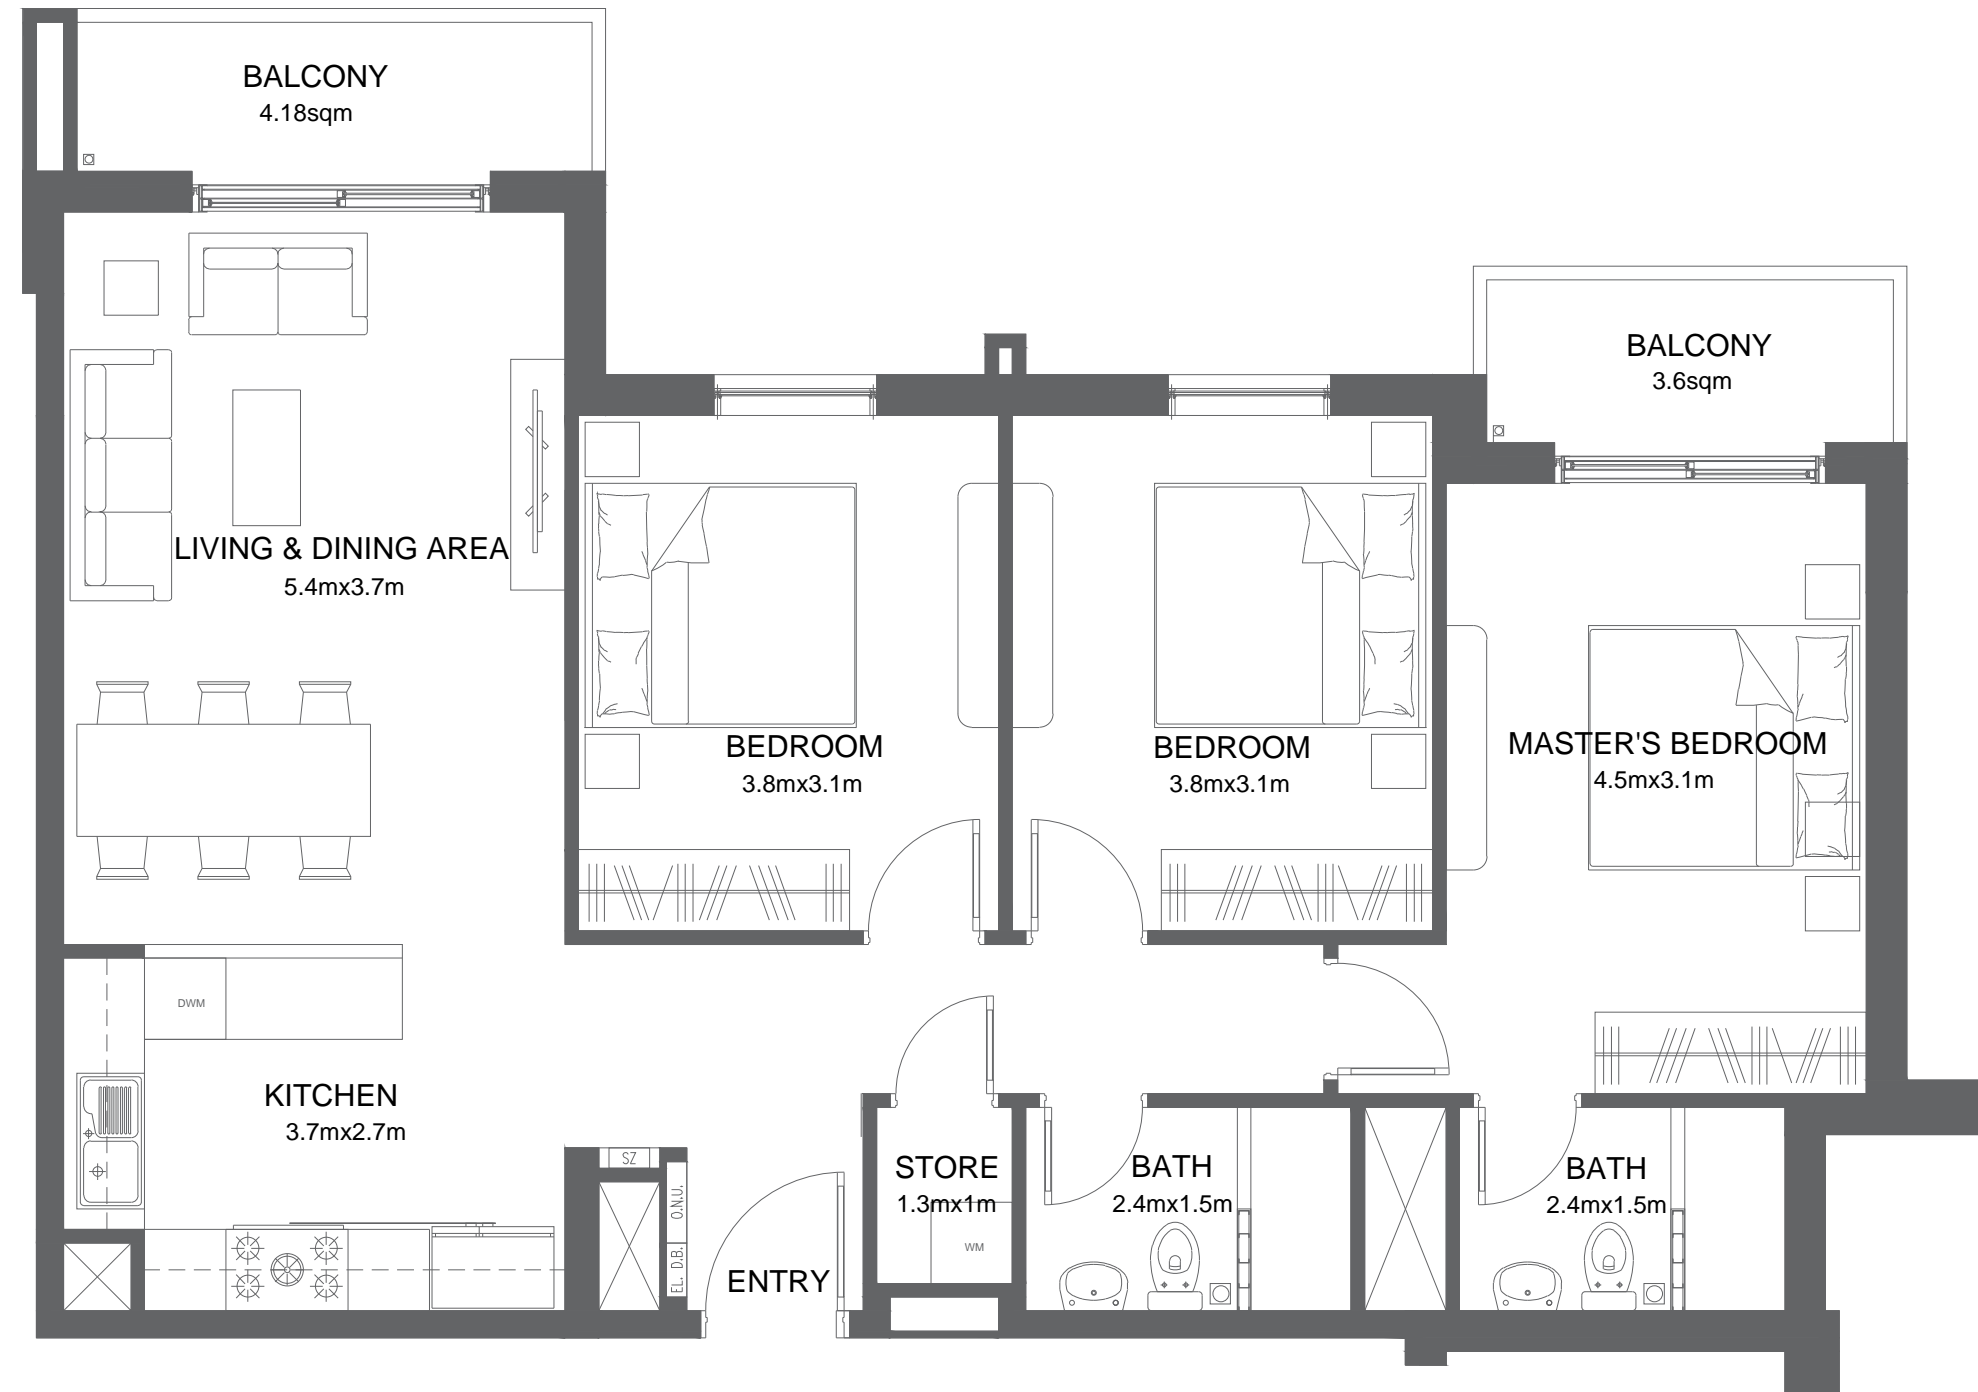 BALCONY
4.18sqm
BALCONY
3.6sqm
LIVING & DINING AREA
5.4mx3.7m
BEDROOM
3.8mx3.1m
BEDROOM
3.8mx3.1m
MASTER'S BEDROOM
4.5mx3.1m
DWM
KITCHEN
3.7mx2.7m
SZ
O.N.U.
EL. D.B.
ENTRY
STORE
1.3mx1m
WM
BATH
2.4mx1.5m
BATH
2.4mx1.5m